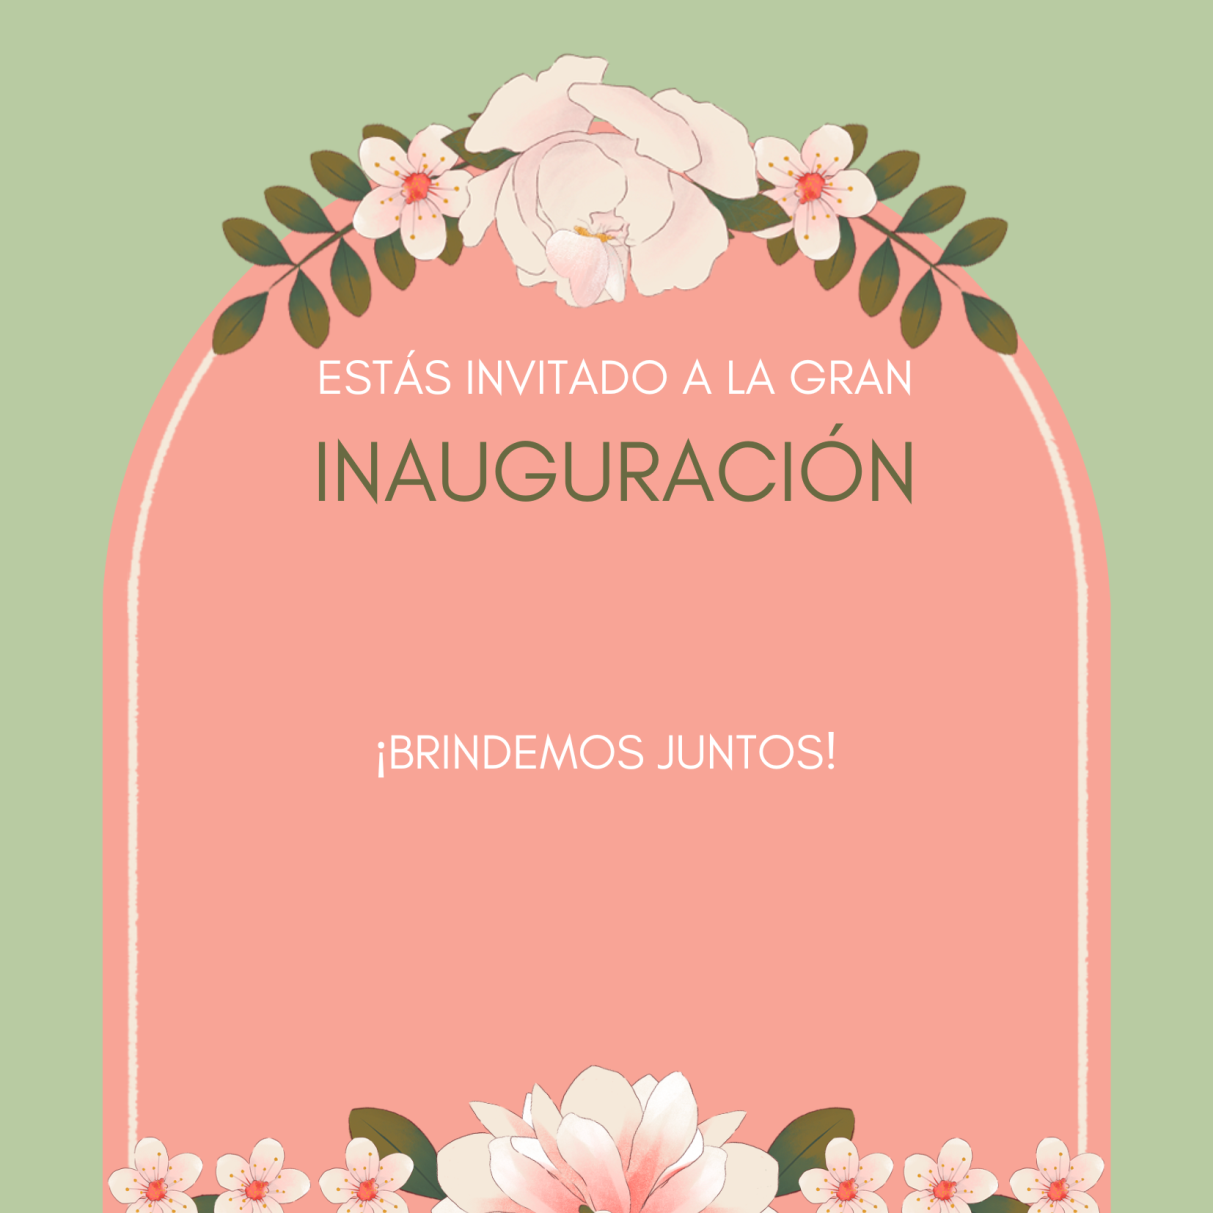 ESTÁS INVITADO A LA GRAN
INAUGURACIÓN
¡BRINDEMOS JUNTOS!